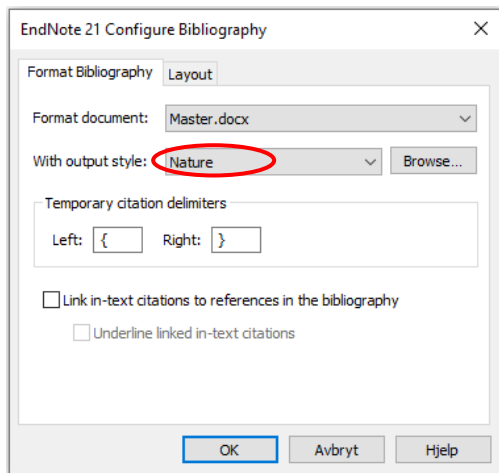 EndNote 21 Configure Bibliography
Format Bibliography Layout
Format document: Master.docx
With output style: Nature Browse...
Temporary citation delimiters
Left: { Right: }
Link in-text citations to references in the bibliography
Underline linked in-text citations
OK Avbryt Hjelp